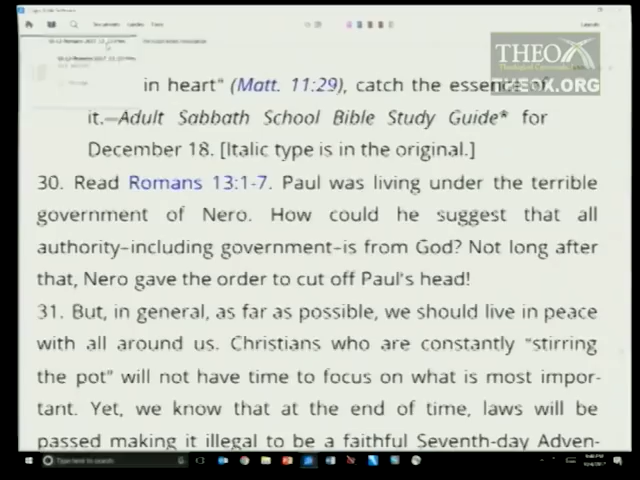 THEOX
THEOX.ORG
in heart" (Matt. 11:29), catch the essence of
it.—Adult Sabbath School Bible Study Guide* for
December 18. [Italic type is in the original.]
30. Read Romans 13:1-7. Paul was living under the terrible
government of Nero. How could he suggest that all
authority–including government–is from God? Not long after
that, Nero gave the order to cut off Paul's head!
31. But, in general, as far as possible, we should live in peace
with all around us. Christians who are constantly "stirring
the pot" will not have time to focus on what is most impor-
tant. Yet, we know that at the end of time, laws will be
passed making it illegal to be a faithful Seventh-day Adven-
Type here to search